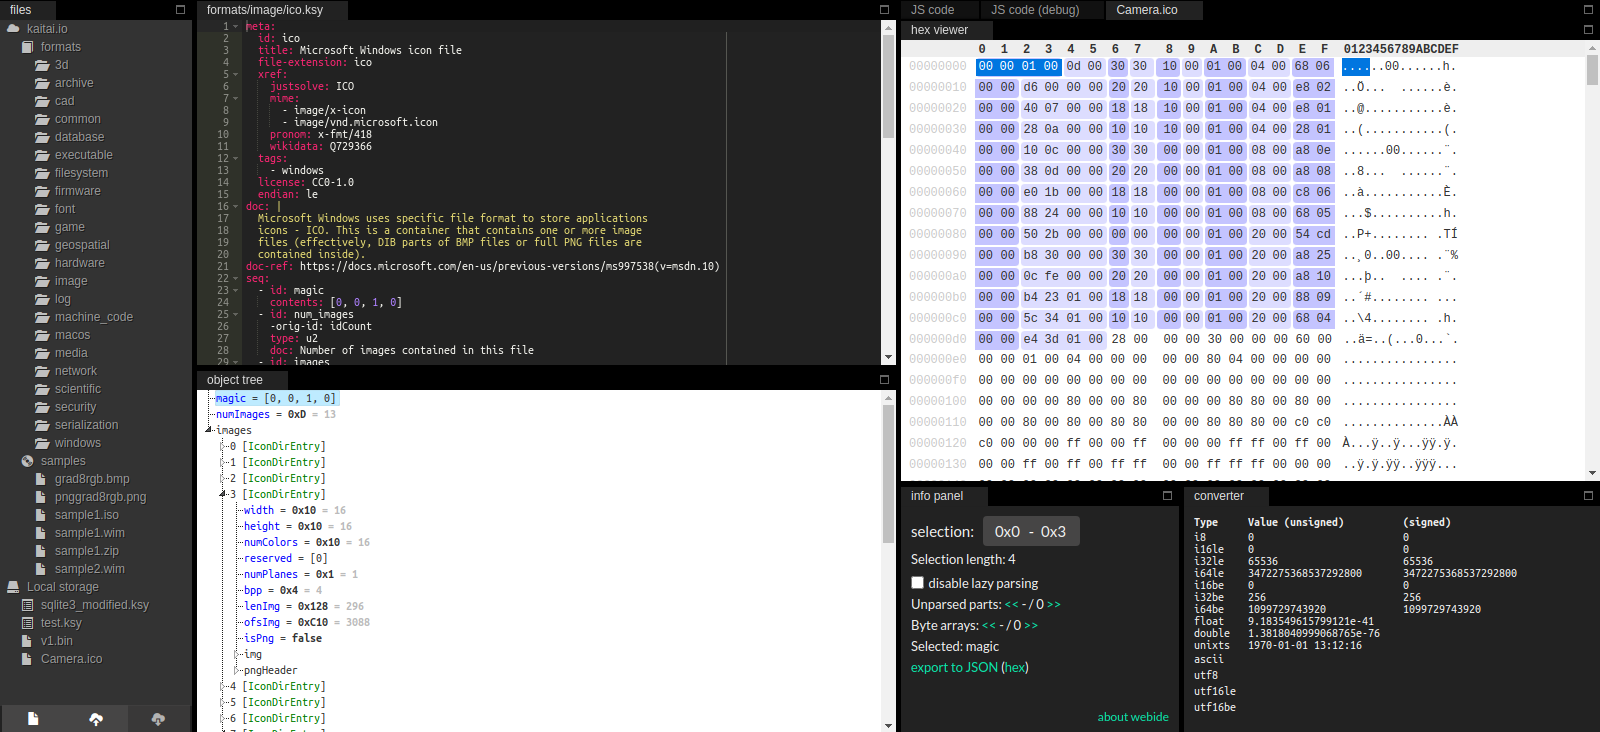 files
kaitai.io
formats
3d
archive
cad
common
database
executable
filesystem
firmware
font
game
geospatial
hardware
image
log
machine_code
macos
media
network
scientific
security
serialization
windows
samples
grad8rgb.bmp
pnggrad8rgb.png
sample1.iso
sample1.wim
sample1.zip
sample2.wim
Local storage
sqlite3_modified.ksy
test.ksy
v1.bin
Camera.ico
formats/image/ico.ksy
1 meta:
2 id: ico
3 title: Microsoft Windows icon file
4 file-extension: ico
5 xref:
6 justsolve: ICO
7 mime:
8 - image/x-icon
9 - image/vnd.microsoft.icon
10 pronom: x-fmt/418
11 wikidata: Q729366
12 tags:
13 - windows
14 license: CC0-1.0
15 endian: le
16 doc: |
17 Microsoft Windows uses specific file format to store applications
18 icons - ICO. This is a container that contains one or more image
19 files (effectively, DIB parts of BMP files or full PNG files are
20 contained inside).
21 doc-ref: https://docs.microsoft.com/en-us/previous-versions/ms997538(v=msdn.10)
22 seq:
23 - id: magic
24 contents: [0, 0, 1, 0]
25 - id: num_images
26 -orig-id: idCount
27 type: u2
28 doc: Number of images contained in this file
29 - id: images
object tree
magic = [0, 0, 1, 0]
numImages = 0xD = 13
images
0 [IconDirEntry]
1 [IconDirEntry]
2 [IconDirEntry]
3 [IconDirEntry]
width = 0x10 = 16
height = 0x10 = 16
numColors = 0x10 = 16
reserved = [0]
numPlanes = 0x1 = 1
bpp = 0x4 = 4
lenImg = 0x128 = 296
ofsImg = 0xC10 = 3088
isPng = false
img
pngHeader
4 [IconDirEntry]
5 [IconDirEntry]
6 [IconDirEntry]
JS code JS code (debug) Camera.ico
hex viewer
0 1 2 3 4 5 6 7 8 9 A B C D E F 0123456789ABCDEF
00000000 00 00 01 00 0d 00 30 30 10 00 01 00 04 00 68 06 ......00......h.
00000010 00 00 d6 00 00 00 20 20 10 00 01 00 04 00 e8 02 ..Ö...  ......è.
00000020 00 00 40 07 00 00 18 18 10 00 01 00 04 00 e8 01 ..@...........è.
00000030 00 00 28 0a 00 00 10 10 10 00 01 00 04 00 28 01 ..(...........(.
00000040 00 00 10 0c 00 00 30 30 00 00 01 00 08 00 a8 0e ......00......¨.
00000050 00 00 38 0d 00 00 20 20 00 00 01 00 08 00 a8 08 ..8...  ......¨.
00000060 00 00 e0 1b 00 00 18 18 00 00 01 00 08 00 c8 06 ..à...........È.
00000070 00 00 88 24 00 00 10 10 00 00 01 00 08 00 68 05 ...$..........h.
00000080 00 00 50 2b 00 00 00 00 00 00 01 00 20 00 54 cd ..P+........ .TÍ
00000090 00 00 b8 30 00 00 30 30 00 00 01 00 20 00 a8 25 ..¸0..00.... .¨%
000000a0 00 00 0c fe 00 00 20 20 00 00 01 00 20 00 a8 10 ...þ..  .... .¨.
000000b0 00 00 b4 23 01 00 18 18 00 00 01 00 20 00 88 09 ..´#........ ...
000000c0 00 00 5c 34 01 00 10 10 00 00 01 00 20 00 68 04 ..\4........ .h.
000000d0 00 00 e4 3d 01 00 28 00 00 00 30 00 00 00 60 00 ..ä=..(...0...`.
000000e0 00 00 01 00 04 00 00 00 00 00 80 04 00 00 00 00 ................
000000f0 00 00 00 00 00 00 00 00 00 00 00 00 00 00 00 00 ................
00000100 00 00 00 00 80 00 00 80 00 00 00 80 80 00 80 00 ................
00000110 00 00 80 00 80 00 80 80 00 00 80 80 80 00 c0 c0 ..............ÀÀ
00000120 c0 00 00 00 ff 00 00 ff 00 00 00 ff ff 00 ff 00 À...ÿ..ÿ...ÿÿ.ÿ.
00000130 00 00 ff 00 ff 00 ff ff 00 00 ff ff ff 00 00 00 ..ÿ.ÿ.ÿÿ..ÿÿÿ...
info panel
selection: 0x0 - 0x3
Selection length: 4
disable lazy parsing
Unparsed parts: << - / 0 >>
Byte arrays: << - / 0 >>
Selected: magic
export to JSON (hex)
about webide
converter
Type Value (unsigned) (signed)
i8 0 0
i16le 0 0
i32le 65536 65536
i64le 3472275368537292800 3472275368537292800
i16be 0 0
i32be 256 256
i64be 1099729743920 1099729743920
float 9.183549615799121e-41
double 1.3818040999068765e-76
unixts 1970-01-01 13:12:16
ascii
utf8
utf16le
utf16be